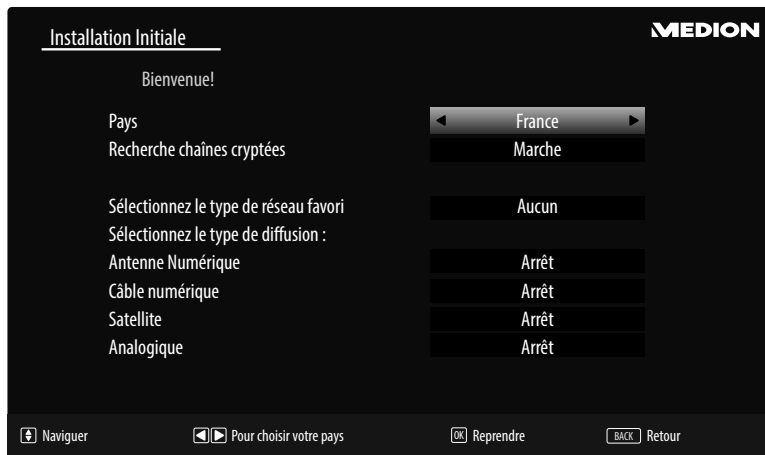 Installation Initiale
MEDION
Bienvenue!
Pays France
Recherche chaînes cryptées Marche
Sélectionnez le type de réseau favori Aucun
Sélectionnez le type de diffusion :
Antenne Numérique Arrêt
Câble numérique Arrêt
Satellite Arrêt
Analogique Arrêt
Naviguer Pour choisir votre pays OK Reprendre BACK Retour